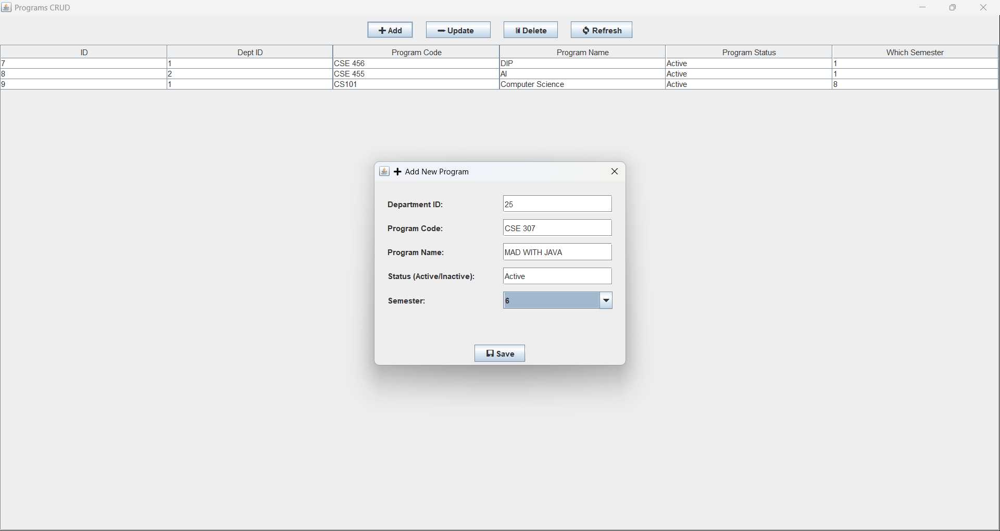 Programs CRUD
Add Update Delete Refresh
ID Dept ID Program Code Program Name Program Status Which Semester
7 1 CSE 456 DIP Active 1
8 2 CSE 455 AI Active 1
9 1 CS101 Computer Science Active 8
Add New Program
Department ID: 25
Program Code: CSE 307
Program Name: MAD WITH JAVA
Status (Active/Inactive): Active
Semester: 6
Save